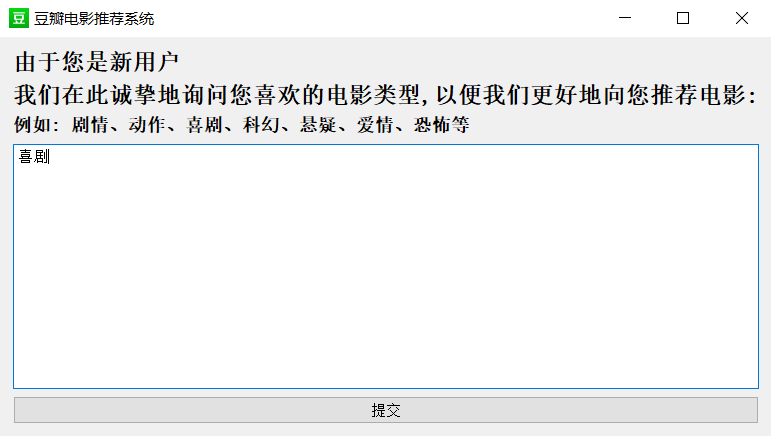 豆 豆瓣电影推荐系统
由于您是新用户
我们在此诚挚地询问您喜欢的电影类型,以便我们更好地向您推荐电影:
例如: 剧情、动作、喜剧、科幻、悬疑、爱情、恐怖等
喜剧
提交